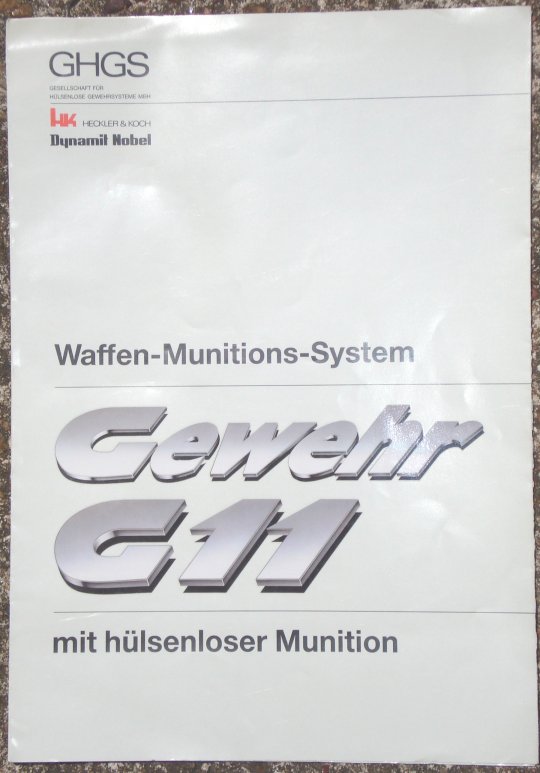 GHGS
GESELLSCHAFT FÜR
HÜLSENLOSE GEWEHRSYSTEME MBH
HK HECKLER & KOCH
Dynamit Nobel
Waffen-Munitions-System
Gewehr
G11
mit hülsenloser Munition